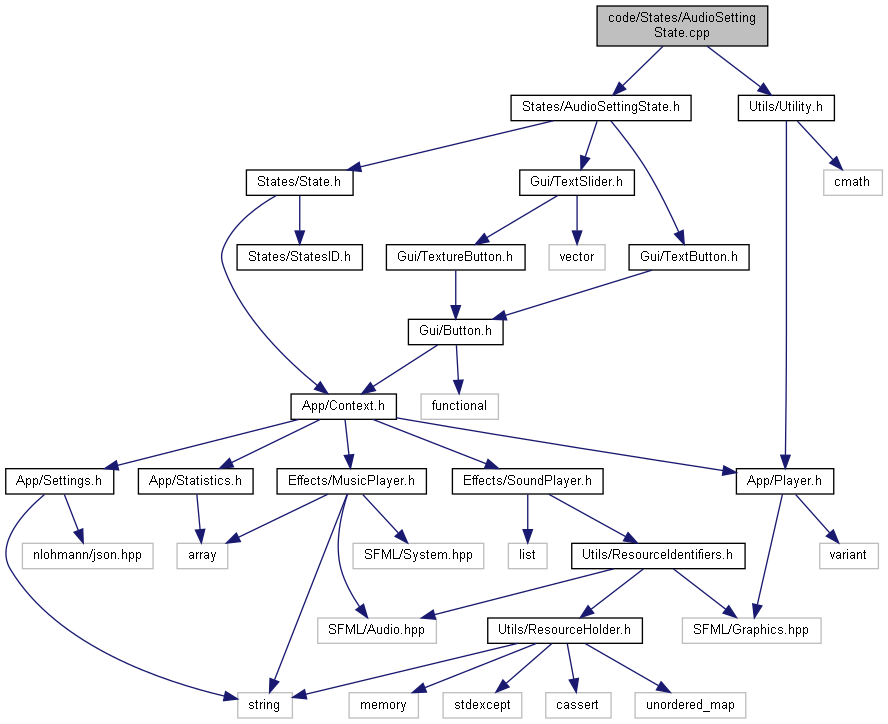 code/States/AudioSetting
State.cpp
States/AudioSettingState.h
Utils/Utility.h
States/State.h
Gui/TextSlider.h
cmath
States/StatesID.h
Gui/TextureButton.h
vector
Gui/TextButton.h
Gui/Button.h
App/Context.h
functional
App/Settings.h
App/Statistics.h
Effects/MusicPlayer.h
Effects/SoundPlayer.h
App/Player.h
nlohmann/json.hpp
array
SFML/System.hpp
list
Utils/ResourceIdentifiers.h
variant
SFML/Audio.hpp
Utils/ResourceHolder.h
SFML/Graphics.hpp
string
memory
stdexcept
cassert
unordered_map